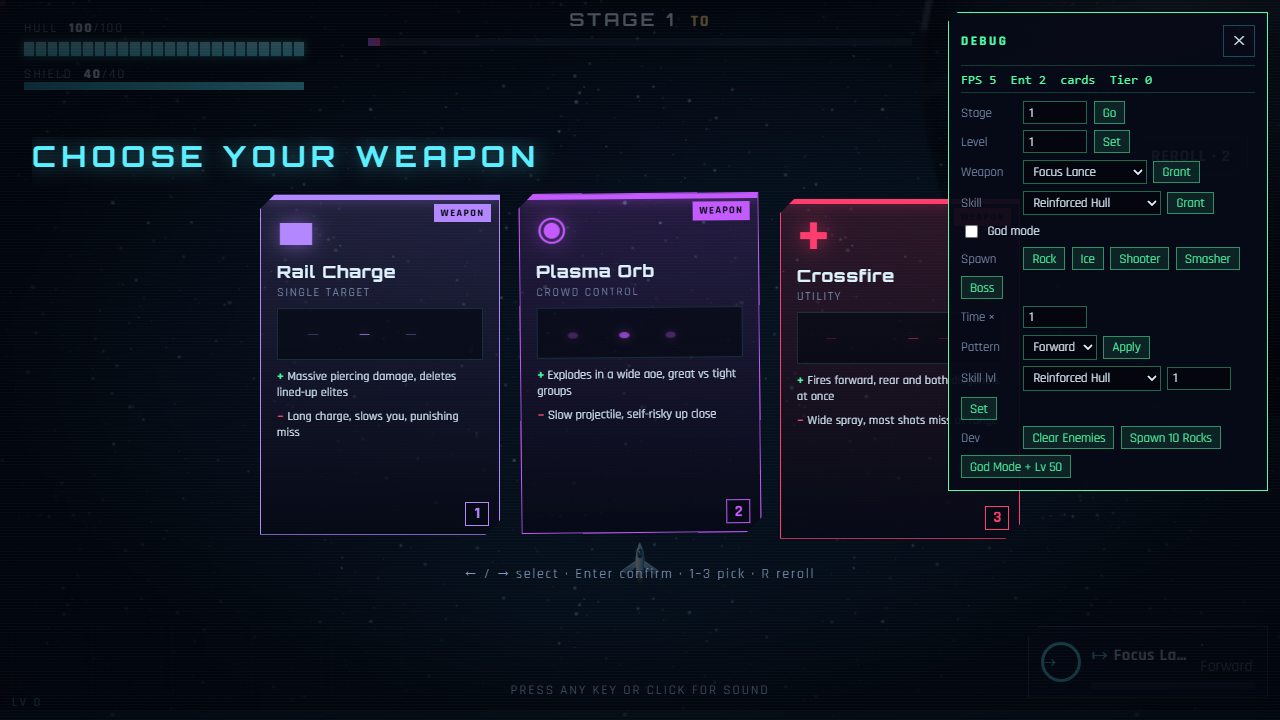 HULL 100/100
SHIELD 40/40
STAGE 1 T0
CHOOSE YOUR WEAPON
REROLL · 2
WEAPON
Rail Charge
SINGLE TARGET
+ Massive piercing damage, deletes
lined-up elites
− Long charge, slows you, punishing
miss
1
WEAPON
Plasma Orb
CROWD CONTROL
+ Explodes in a wide aoe, great vs tight
groups
− Slow projectile, self-risky up close
2
Crossfire
UTILITY
+ Fires forward, rear and both
at once
− Wide spray, most shots
3
← / → select · Enter confirm · 1–3 pick · R reroll
PRESS ANY KEY OR CLICK FOR SOUND
LV 0
↦ Focus La…
Forward
DEBUG
✕
FPS 5 Ent 2 cards Tier 0
Stage 1 Go
Level 1 Set
Weapon Focus Lance Grant
Skill Reinforced Hull Grant
God mode
Spawn Rock Ice Shooter Smasher
Boss
Time × 1
Pattern Forward Apply
Skill lvl Reinforced Hull 1
Set
Dev Clear Enemies Spawn 10 Rocks
God Mode + Lv 50